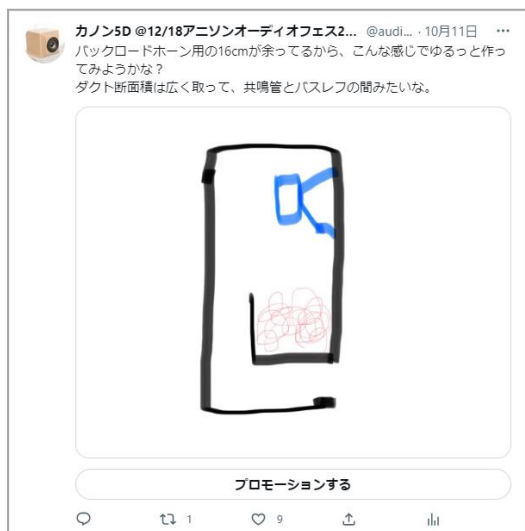 カノン5D @12/18アニソンオーディオフェス2... @audi... · 10月11日
バックロードホーン用の16cmが余ってるから、こんな感じでゆるっと作っ
てみようかな？
ダクト断面積は広く取って、共鳴管とバスレフの間みたいな。
プロモーションする
1 9